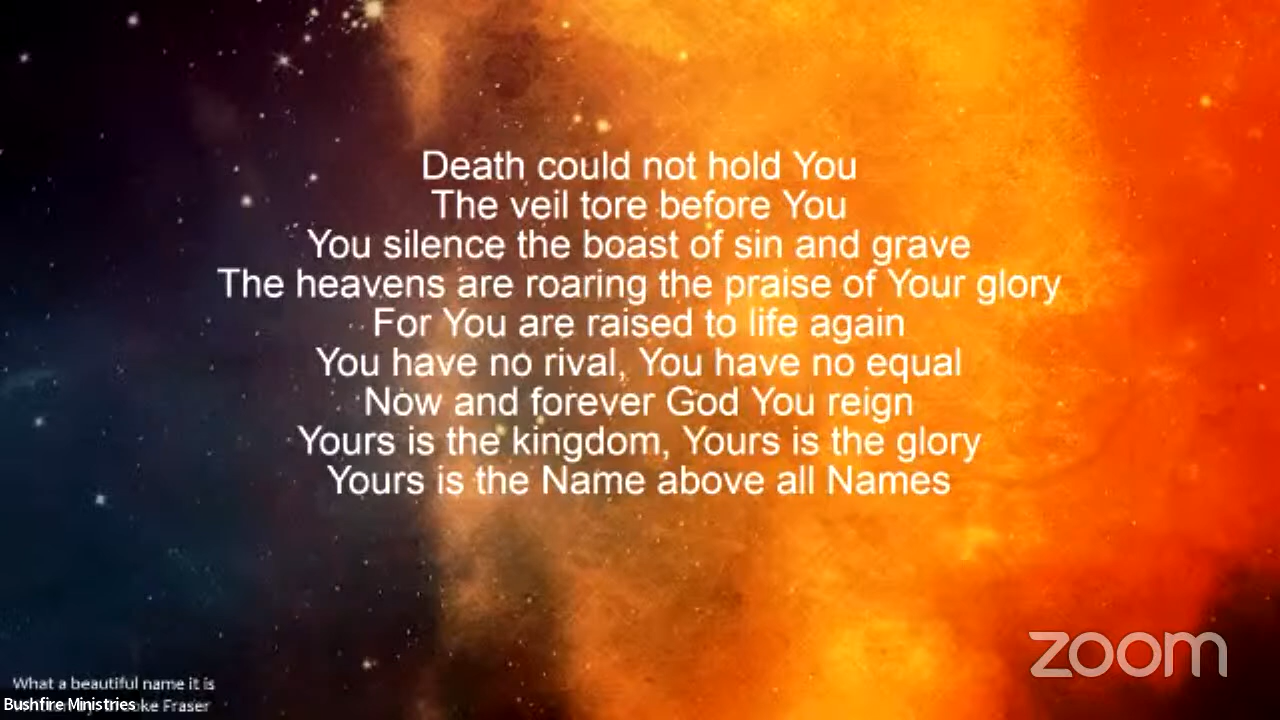 Death could not hold You
The veil tore before You
You silence the boast of sin and grave
The heavens are roaring the praise of Your glory
For You are raised to life again
You have no rival, You have no equal
Now and forever God You reign
Yours is the kingdom, Yours is the glory
Yours is the Name above all Names
zoom
What a beautiful name it is
Bushfire Ministries
Fraser